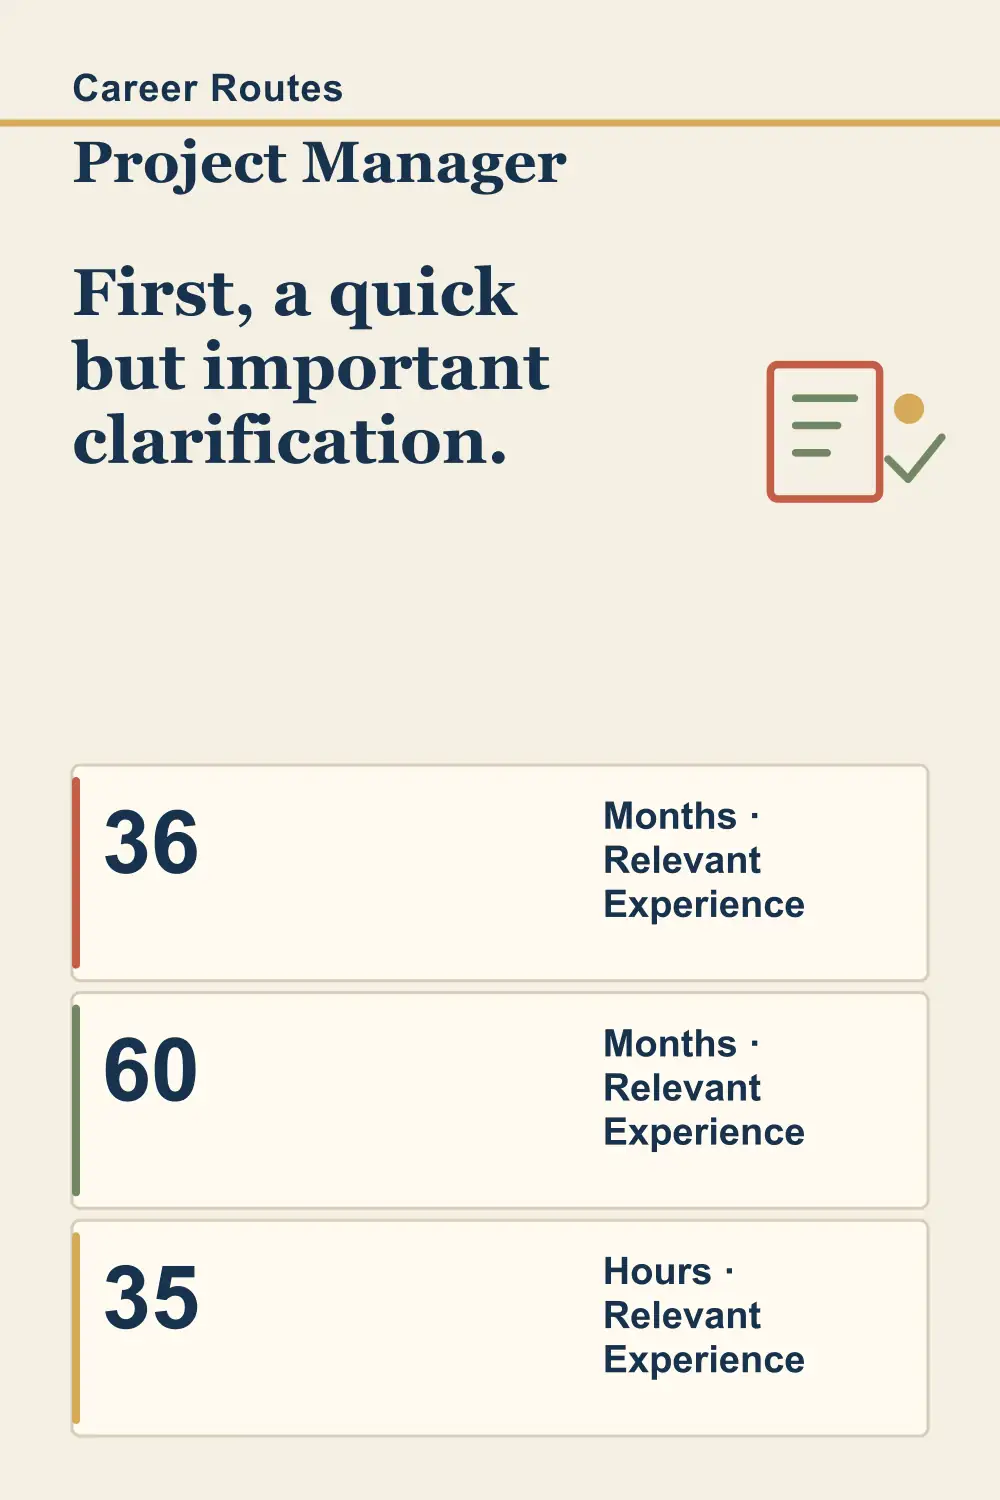 Career Routes
Project Manager
First, a quick
but important
clarification.
36
Months ·
Relevant
Experience
60
Months ·
Relevant
Experience
35
Hours ·
Relevant
Experience